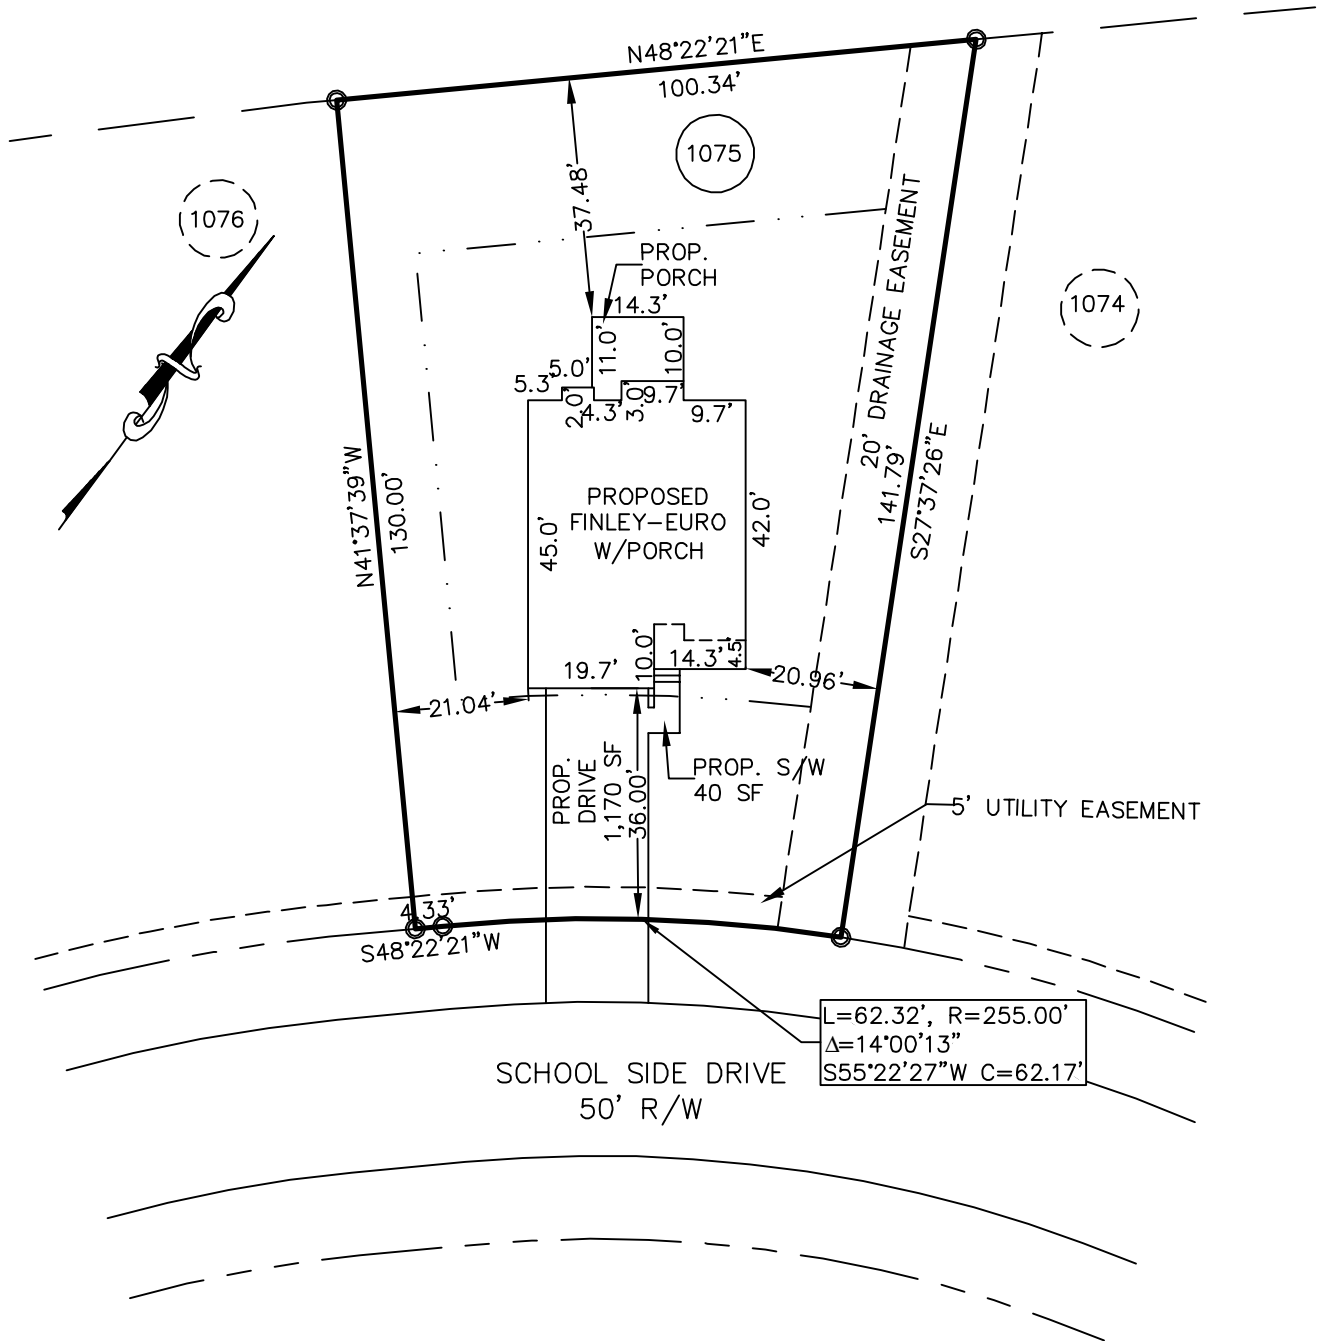 N48°22'21"E
100.34'
1075
1076
37.48'
PROP.
PORCH
1074
14.3'
11.0'
10.0'
5.0'
5.3'
2.0'
4.3'
3.0'
9.7'
9.7'
20' DRAINAGE EASEMENT
141.79'
S27°37'26"E
N41°37'39"W
130.00'
PROPOSED
FINLEY-EURO
W/PORCH
45.0'
42.0'
19.7'
10.0'
14.3'
4.5'
20.96'
21.04'
PROP.
DRIVE
1,170 SF
36.00'
PROP. S/W
40 SF
5' UTILITY EASEMENT
4.33'
S48°22'21"W
L=62.32', R=255.00'
Δ=14°00'13"
S55°22'27"W C=62.17'
SCHOOL SIDE DRIVE
50' R/W